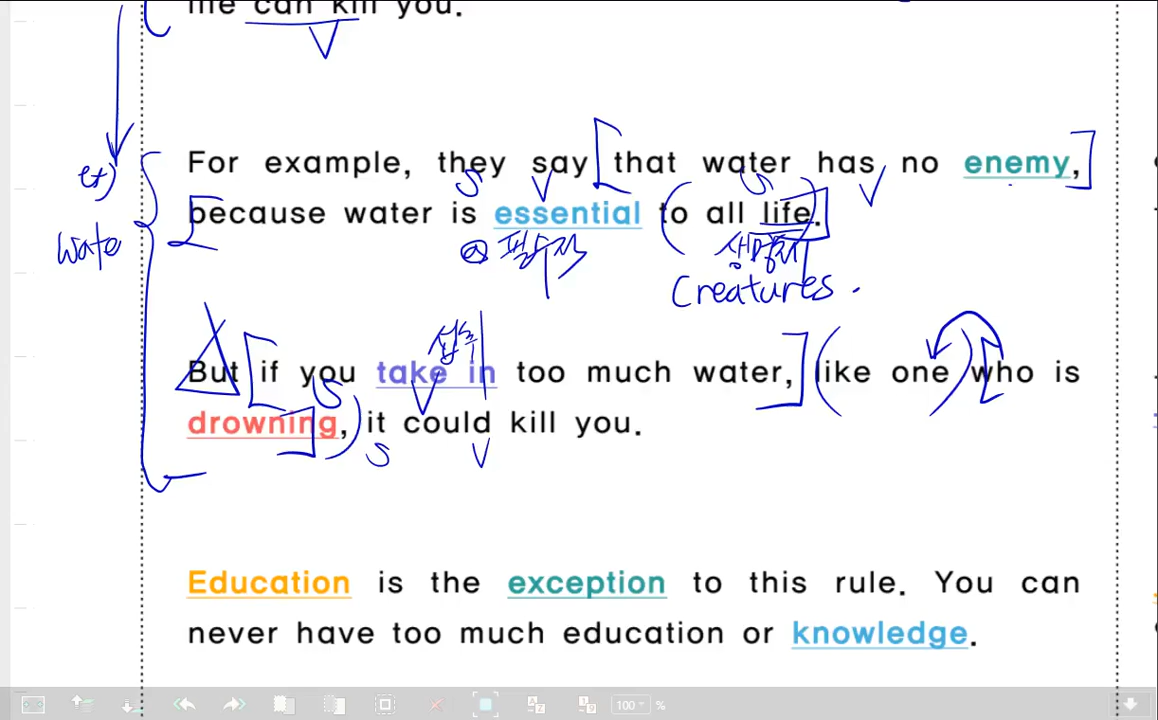 life can kill you.
V
For example, they say that water has no enemy,
ex)
S V S V
Water
because water is essential to all life.
필수적 생명체
Creatures.
섭취
But if you take in too much water, like one who is
S V
drowning, it could kill you.
S V
Education is the exception to this rule. You can
never have too much education or knowledge.
100 %